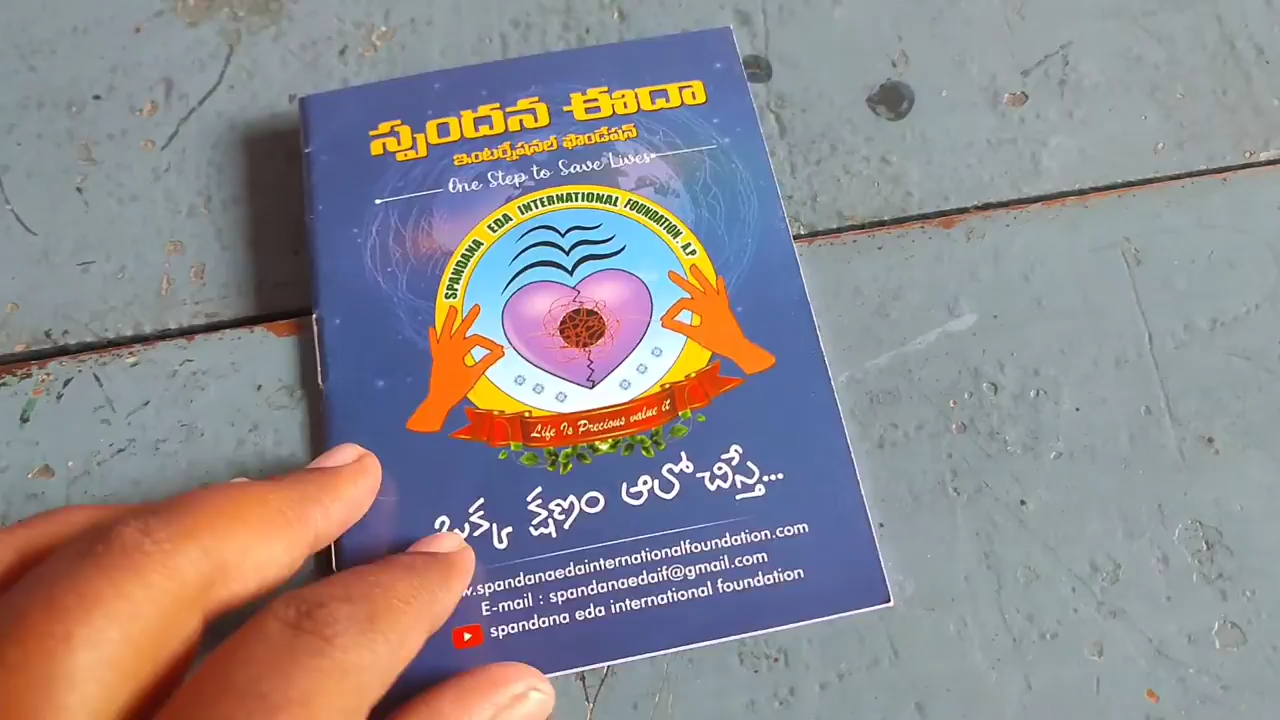 స్పందన ఈదా
ఇంటర్నేషనల్ ఫౌండేషన్
One Step to Save Lives
SPANDANA EDA INTERNATIONAL FOUNDATION. A.P
Life Is Precious value it
ఒక్క క్షణం ఆలోచిస్తే...
w.spandanaedainternationalfoundation.com
E-mail : spandanaedaif@gmail.com
spandana eda international foundation